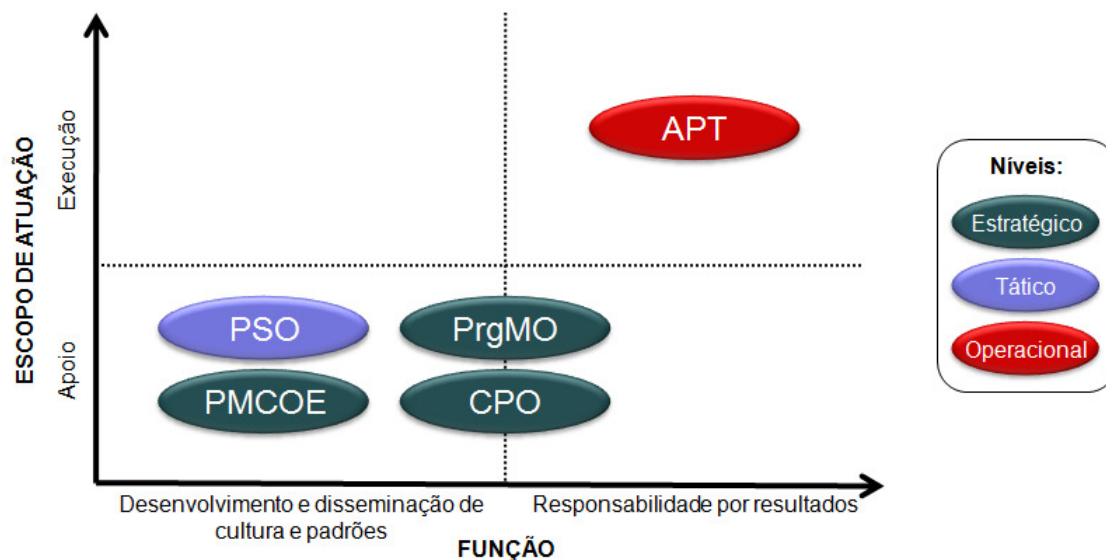 ESCOPO DE ATUAÇÃO
Execução
Apoio
APT
PSO
PrgMO
PMCOE
CPO
Desenvolvimento e disseminação de
cultura e padrões
Responsabilidade por resultados
FUNÇÃO
Níveis:
Estratégico
Tático
Operacional